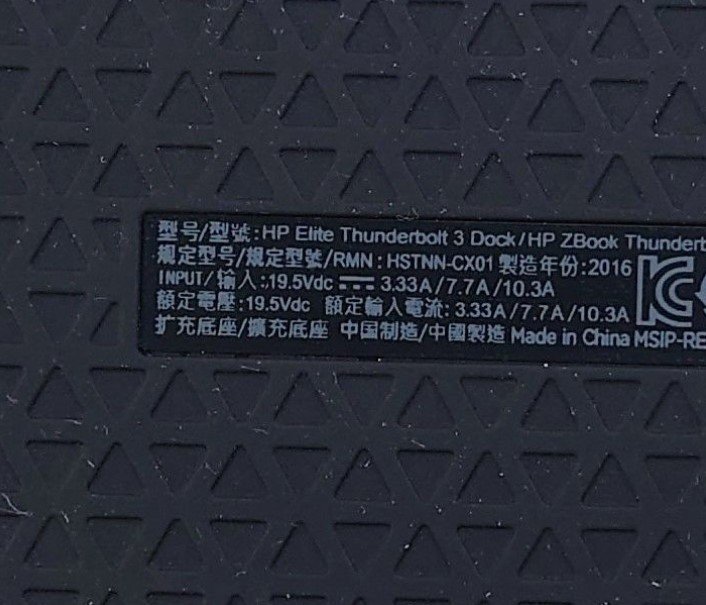 型号/型號:HP Elite Thunderbolt 3 Dock/HP ZBook Thunderb
规定型号/規定型號/RMN : HSTNN-CX01 製造年份:2016
INPUT/输入.:19.5Vdc ⎓ 3.33A/7.7A/10.3A
額定電壓:19.5Vdc 額定輸入電流: 3.33A/7.7A/10.3A
扩充底座/擴充底座 中国制造/中國製造 Made in China MSIP-RE